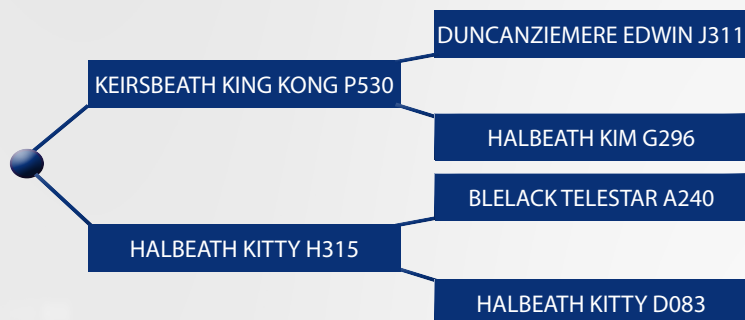 DUNCANZIEMERE EDWIN J311
KEIRSBEATH KING KONG P530
HALBEATH KIM G296
BLELACK TELESTAR A240
HALBEATH KITTY H315
HALBEATH KITTY D083